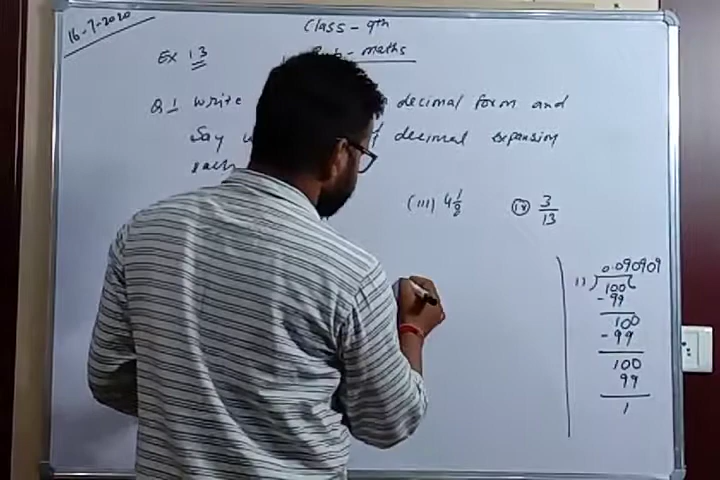 16-7-2020
Class - 9th
Ex 1.3
Sub - maths
Q 1 write decimal form and
Say decimal expansion
each
(iii) 4 1/8
(iv) 3/13
0.090909
11) 100
- 99
100
- 99
100
99
1